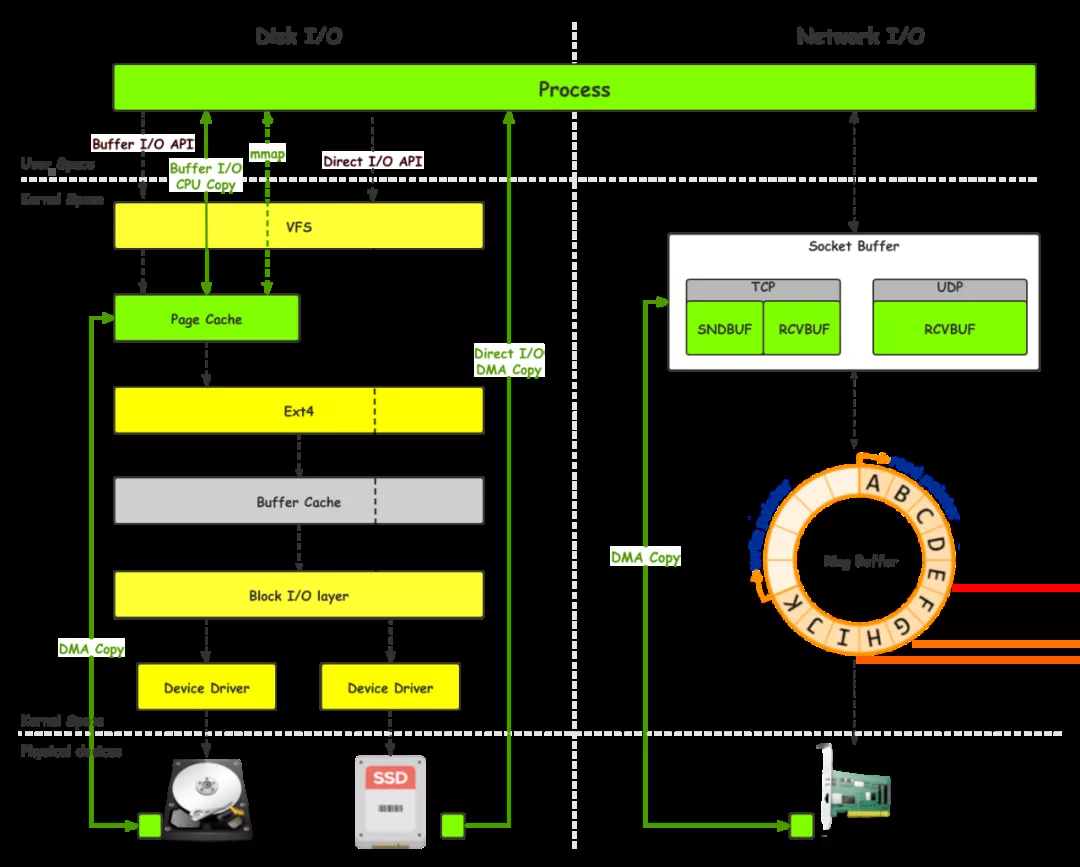 Disk I/O
Network I/O
Process
Buffer I/O API
mmap
Direct I/O API
User Space
Buffer I/O
CPU Copy
Kernel Space
VFS
Socket Buffer
TCP
UDP
Page Cache
SNDBUF
RCVBUF
RCVBUF
Direct I/O
DMA Copy
Ext4
Buffer Cache
A
B
C
D
E
F
G
H
I
J
K
Ring Buffer
DMA Copy
Block I/O layer
DMA Copy
Device Driver
Device Driver
Kernel Space
Physical devices
SSD